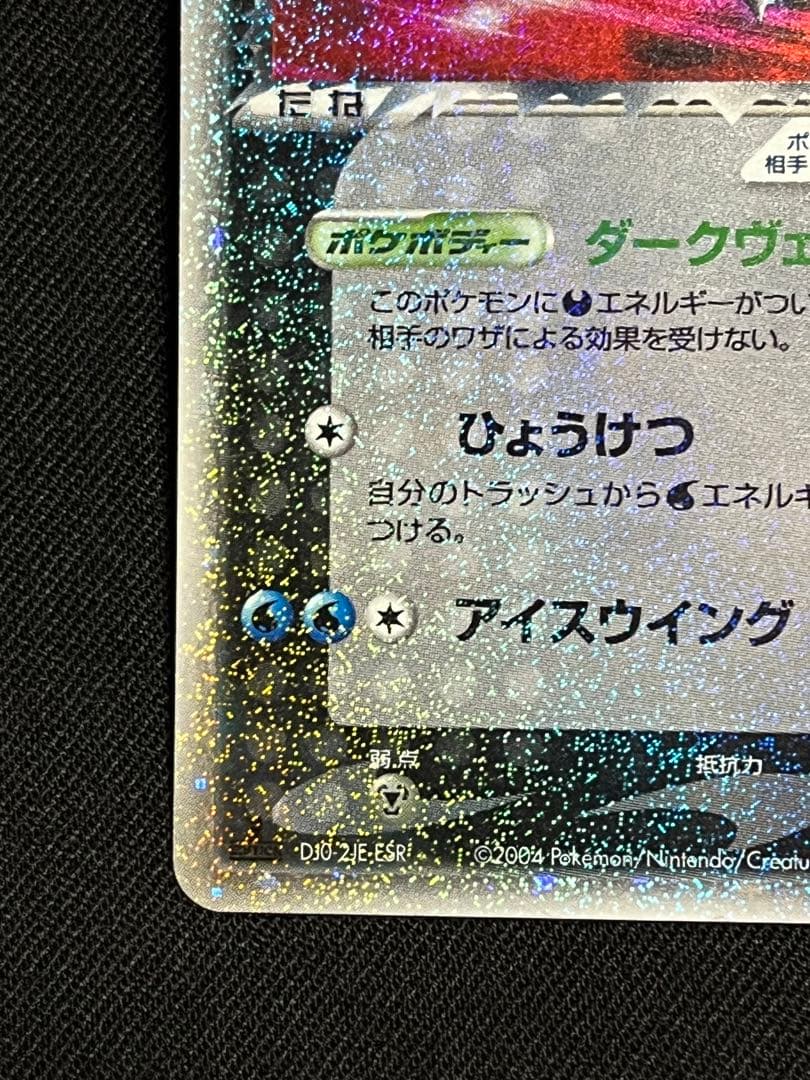 たね
ポ
相手
ポケボディー ダークヴェ
このポケモンにエネルギーがつい
相手のワザによる効果を受けない。
ひょうけつ
自分のトラッシュからエネルギ
つける。
アイスウイング
弱点 抵抗力
DJ0-2JE-ESR ©2004 Pokémon/Nintendo/Creatu